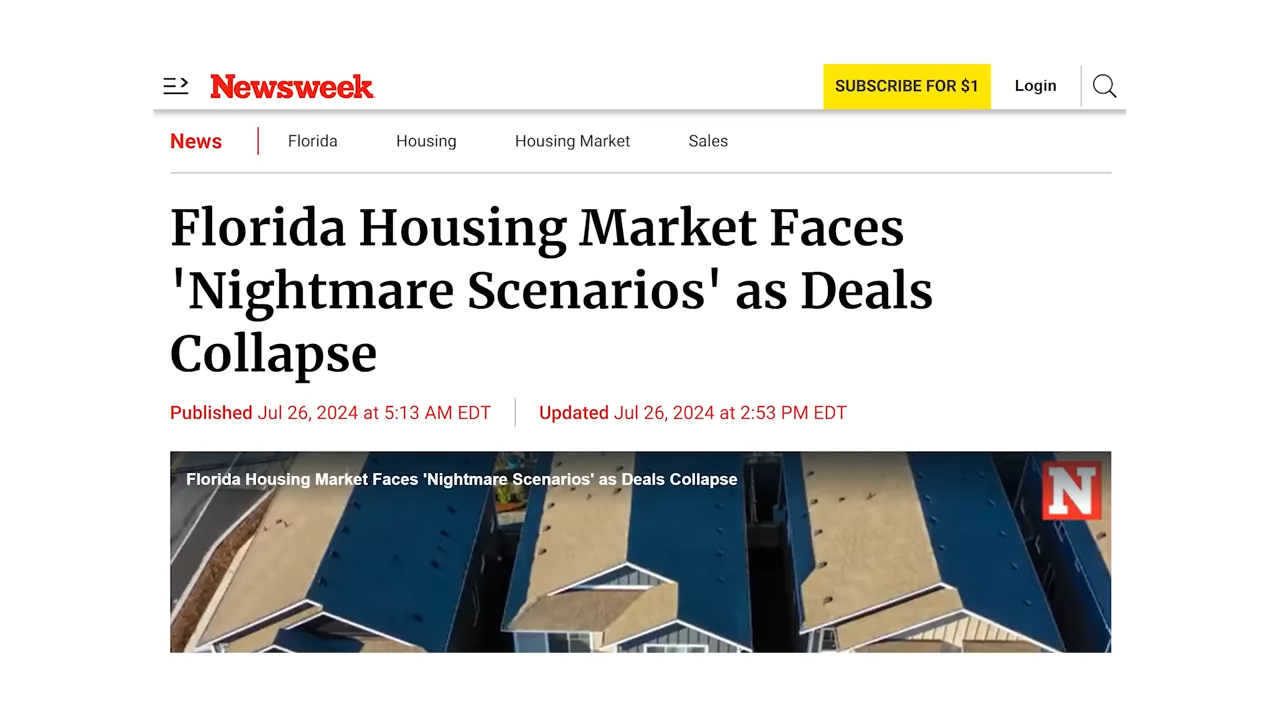 Newsweek
SUBSCRIBE FOR $1
Login
News
Florida
Housing
Housing Market
Sales
Florida Housing Market Faces
'Nightmare Scenarios' as Deals
Collapse
Published Jul 26, 2024 at 5:13 AM EDT
Updated Jul 26, 2024 at 2:53 PM EDT
Florida Housing Market Faces 'Nightmare Scenarios' as Deals Collapse
N